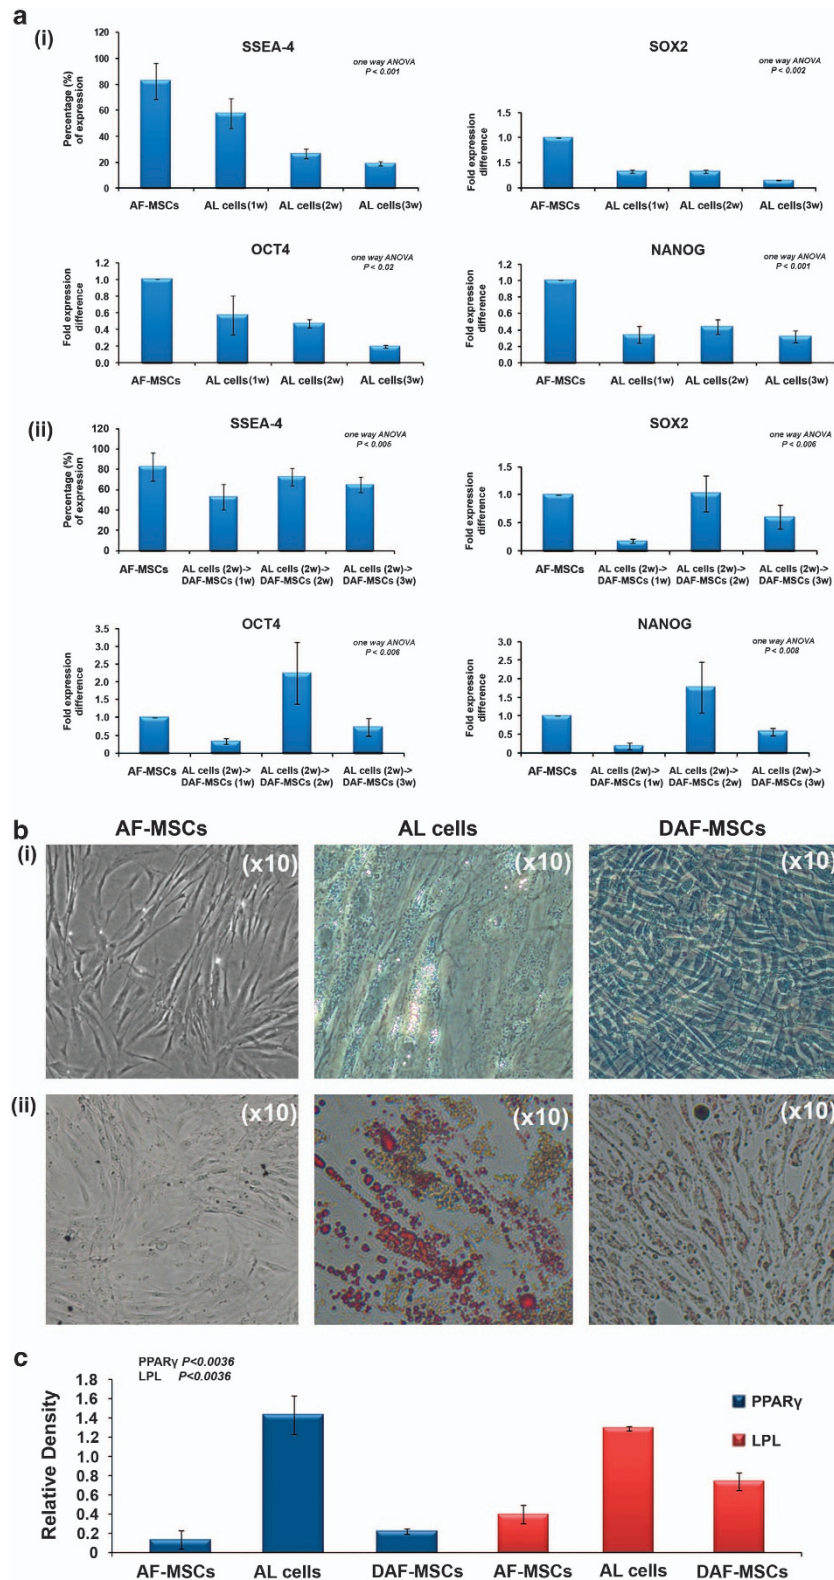 a
(i)
SSEA-4
one way ANOVA
P < 0.001
Percentage (%)
of expression
120
100
80
60
40
20
0
AF-MSCs AL cells(1w) AL cells(2w) AL cells(3w)
SOX2
one way ANOVA
P < 0.002
Fold expression
difference
1.5
1.0
1.5
0
AF-MSCs AL cells(1w) AL cells(2w) AL cells(3w)
OCT4
one way ANOVA
P < 0.02
Fold expression
difference
1.2
1.0
0.8
0.6
0.4
0.2
0.0
AF-MSCs AL cells(1w) AL cells(2w) AL cells(3w)
NANOG
one way ANOVA
P < 0.001
Fold expression
difference
1.2
1.0
0.8
0.6
0.4
0.2
0.0
AF-MSCs AL cells(1w) AL cells(2w) AL cells(3w)
(ii)
SSEA-4
one way ANOVA
P < 0.006
Percentage (%)
of expression
120
100
80
60
40
20
0
AF-MSCs AL cells (2w)-> AL cells (2w)-> AL cells (2w)->
DAF-MSCs (1w) DAF-MSCs (2w) DAF-MSCs (3w)
SOX2
one way ANOVA
P < 0.006
Fold expression
difference
1.5
1.0
0.5
0
AF-MSCs AL cells (2w)-> AL cells (2w)-> AL cells (2w)->
DAF-MSCs (1w) DAF-MSCs (2w) DAF-MSCs (3w)
OCT4
one way ANOVA
P < 0.006
Fold expression
difference
3.5
3.0
2.5
2.0
1.5
1.0
0.5
0
AF-MSCs AL cells (2w)-> AL cells (2w)-> AL cells (2w)->
DAF-MSCs (1w) DAF-MSCs (2w) DAF-MSCs (3w)
NANOG
one way ANOVA
P < 0.008
Fold expression
difference
3.0
2.5
2.0
1.5
1.0
0.5
0
AF-MSCs AL cells (2w)-> AL cells (2w)-> AL cells (2w)->
DAF-MSCs (1w) DAF-MSCs (2w) DAF-MSCs (3w)
b
AF-MSCs AL cells DAF-MSCs
(i)
(x10) (x10) (x10)
(ii)
(x10) (x10) (x10)
c
PPARγ P<0.0036
LPL P<0.0036
Relative Density
1.8
1.6
1.4
1.2
1.0
0.8
0.6
0.4
0.2
0
PPARγ
LPL
AF-MSCs AL cells DAF-MSCs AF-MSCs AL cells DAF-MSCs